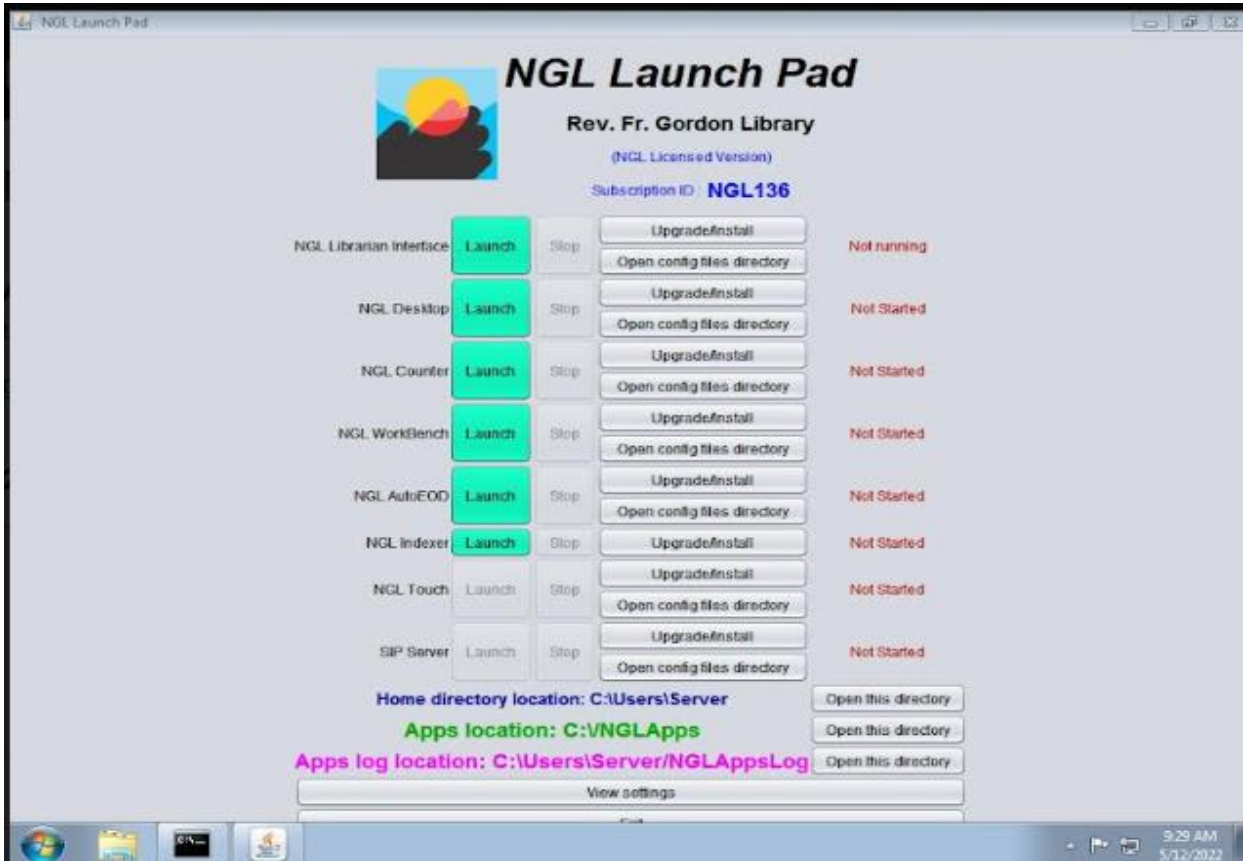 NGL Launch Pad
NGL Launch Pad
Rev. Fr. Gordon Library
(NGL Licensed Version)
Subscription ID : NGL136
Upgrade/Install
NGL Librarian Interface Launch Stop Not running
Open config files directory
Upgrade/Install
NGL Desktop Launch Stop Not Started
Open config files directory
Upgrade/Install
NGL Counter Launch Stop Not Started
Open config files directory
Upgrade/Install
NGL WorkBench Launch Stop Not Started
Open config files directory
Upgrade/Install
NGL AutoEOD Launch Stop Not Started
Open config files directory
NGL Indexer Launch Stop Upgrade/Install Not Started
Upgrade/Install
NGL Touch Launch Stop Not Started
Open config files directory
Upgrade/Install
SIP Server Launch Stop Not Started
Open config files directory
Home directory location: C:\Users\Server Open this directory
Apps location: C:\/NGLApps Open this directory
Apps log location: C:\Users\Server/NGLAppsLog Open this directory
View settings
Exit
9:29 AM
5/12/2022